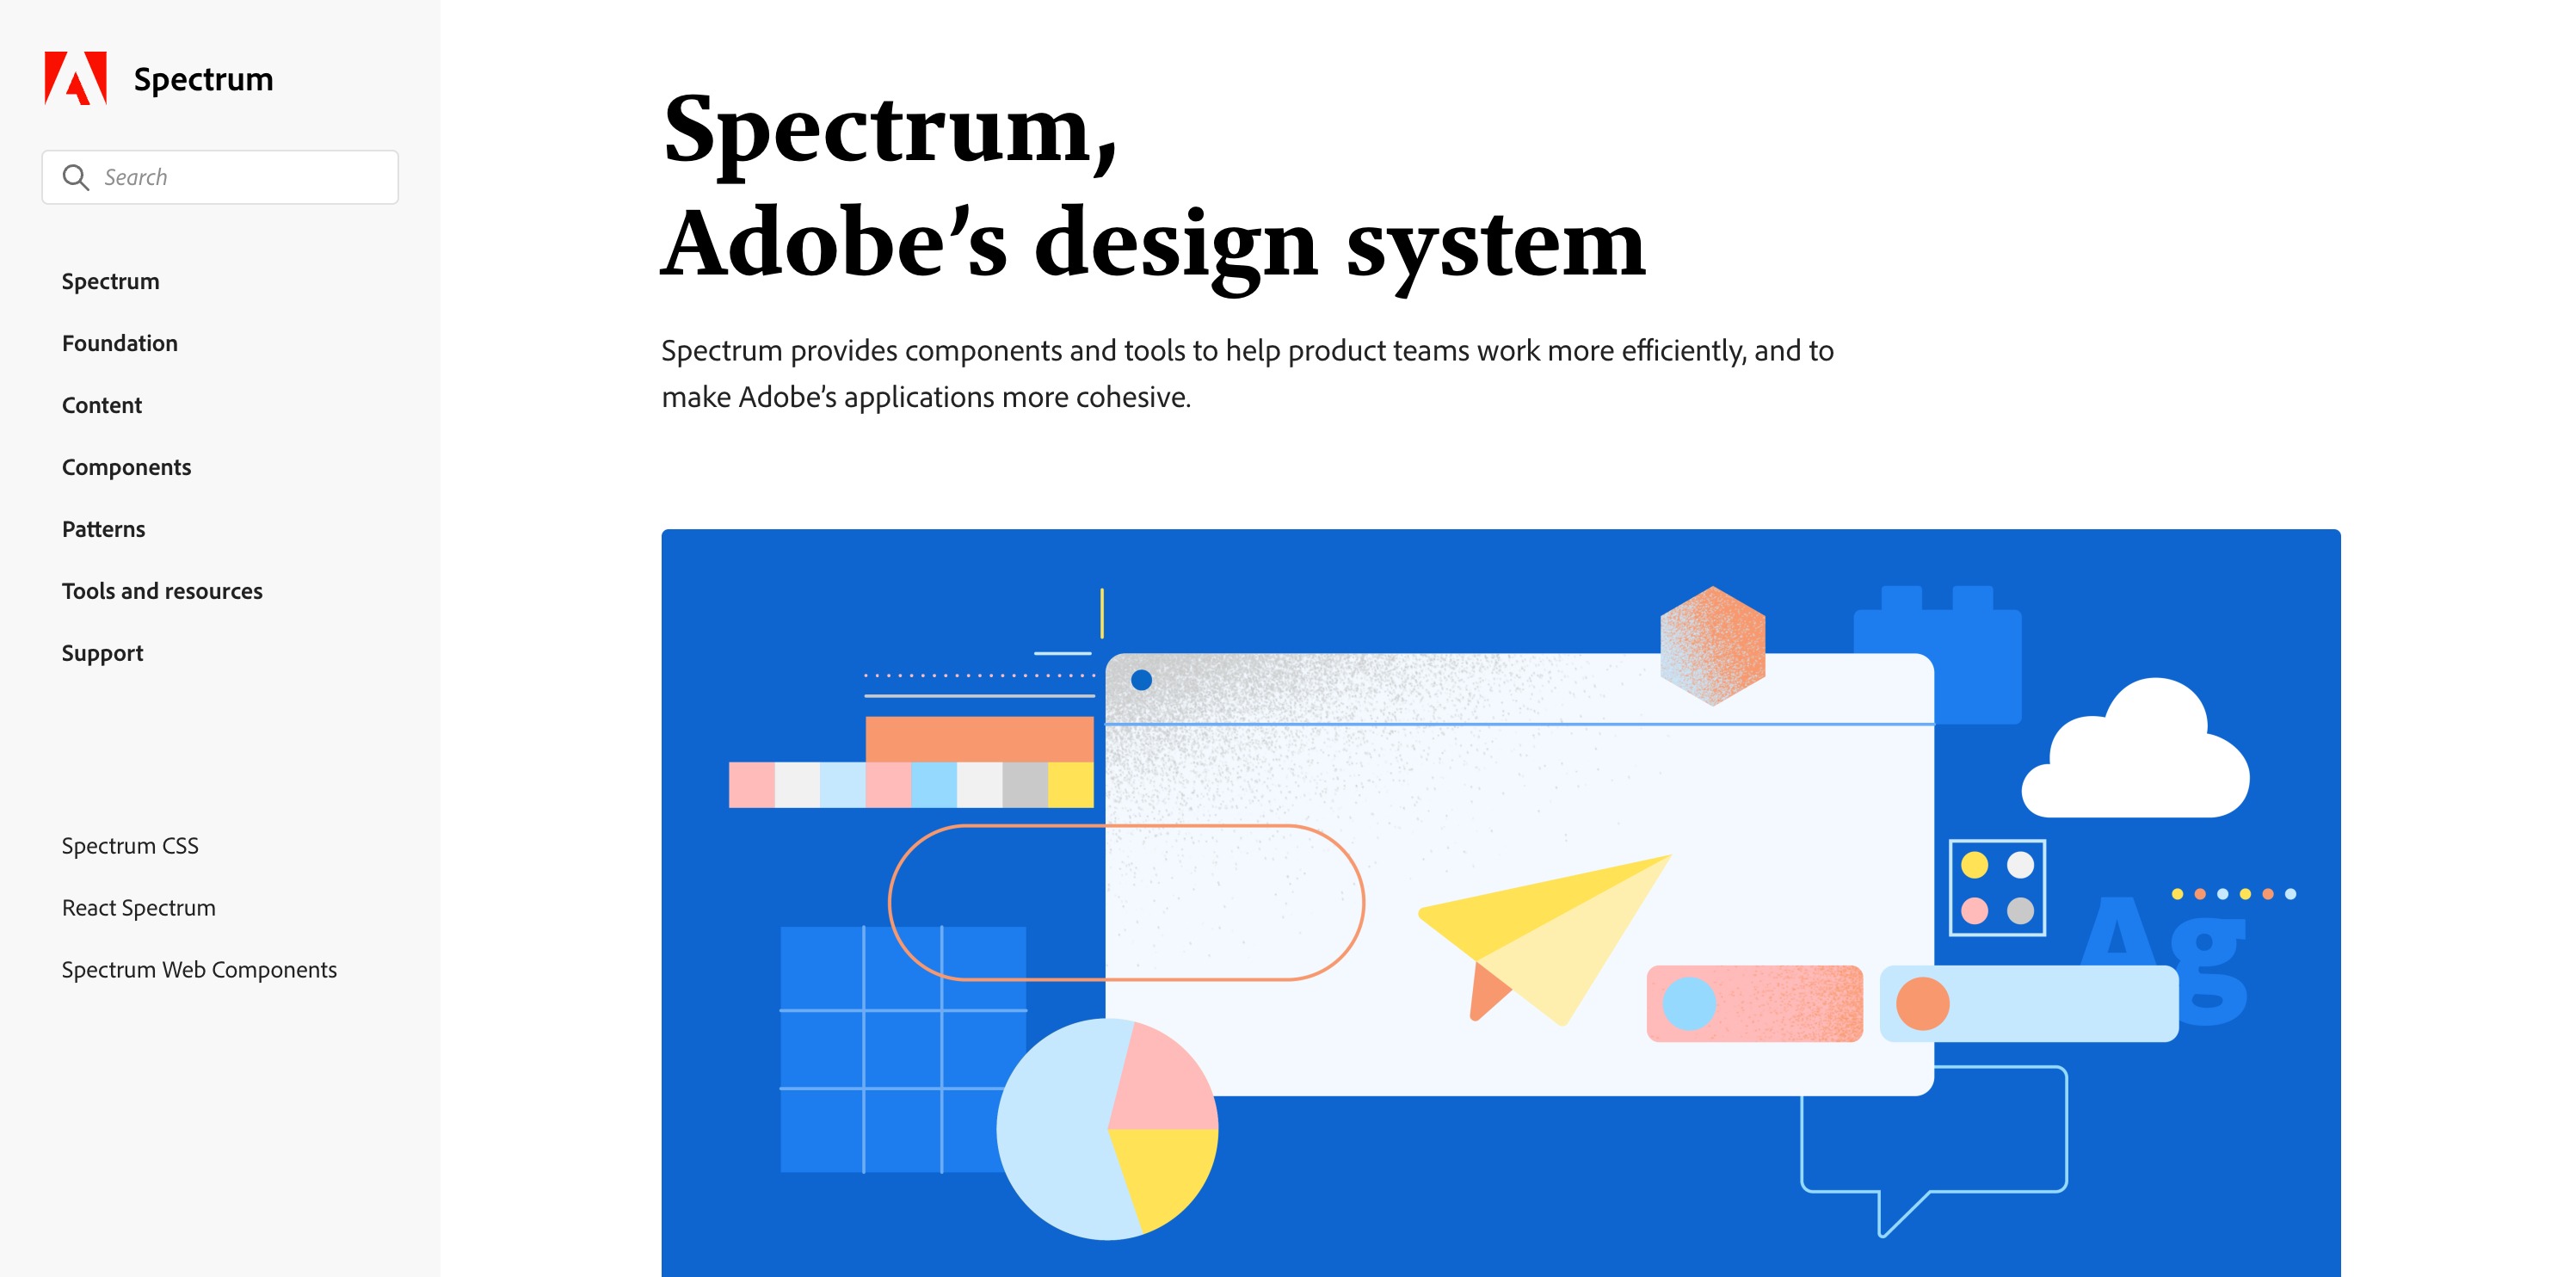 Spectrum
Search
Spectrum
Foundation
Content
Components
Patterns
Tools and resources
Support
Spectrum CSS
React Spectrum
Spectrum Web Components
Spectrum,
Adobe’s design system
Spectrum provides components and tools to help product teams work more efficiently, and to
make Adobe’s applications more cohesive.
Ag